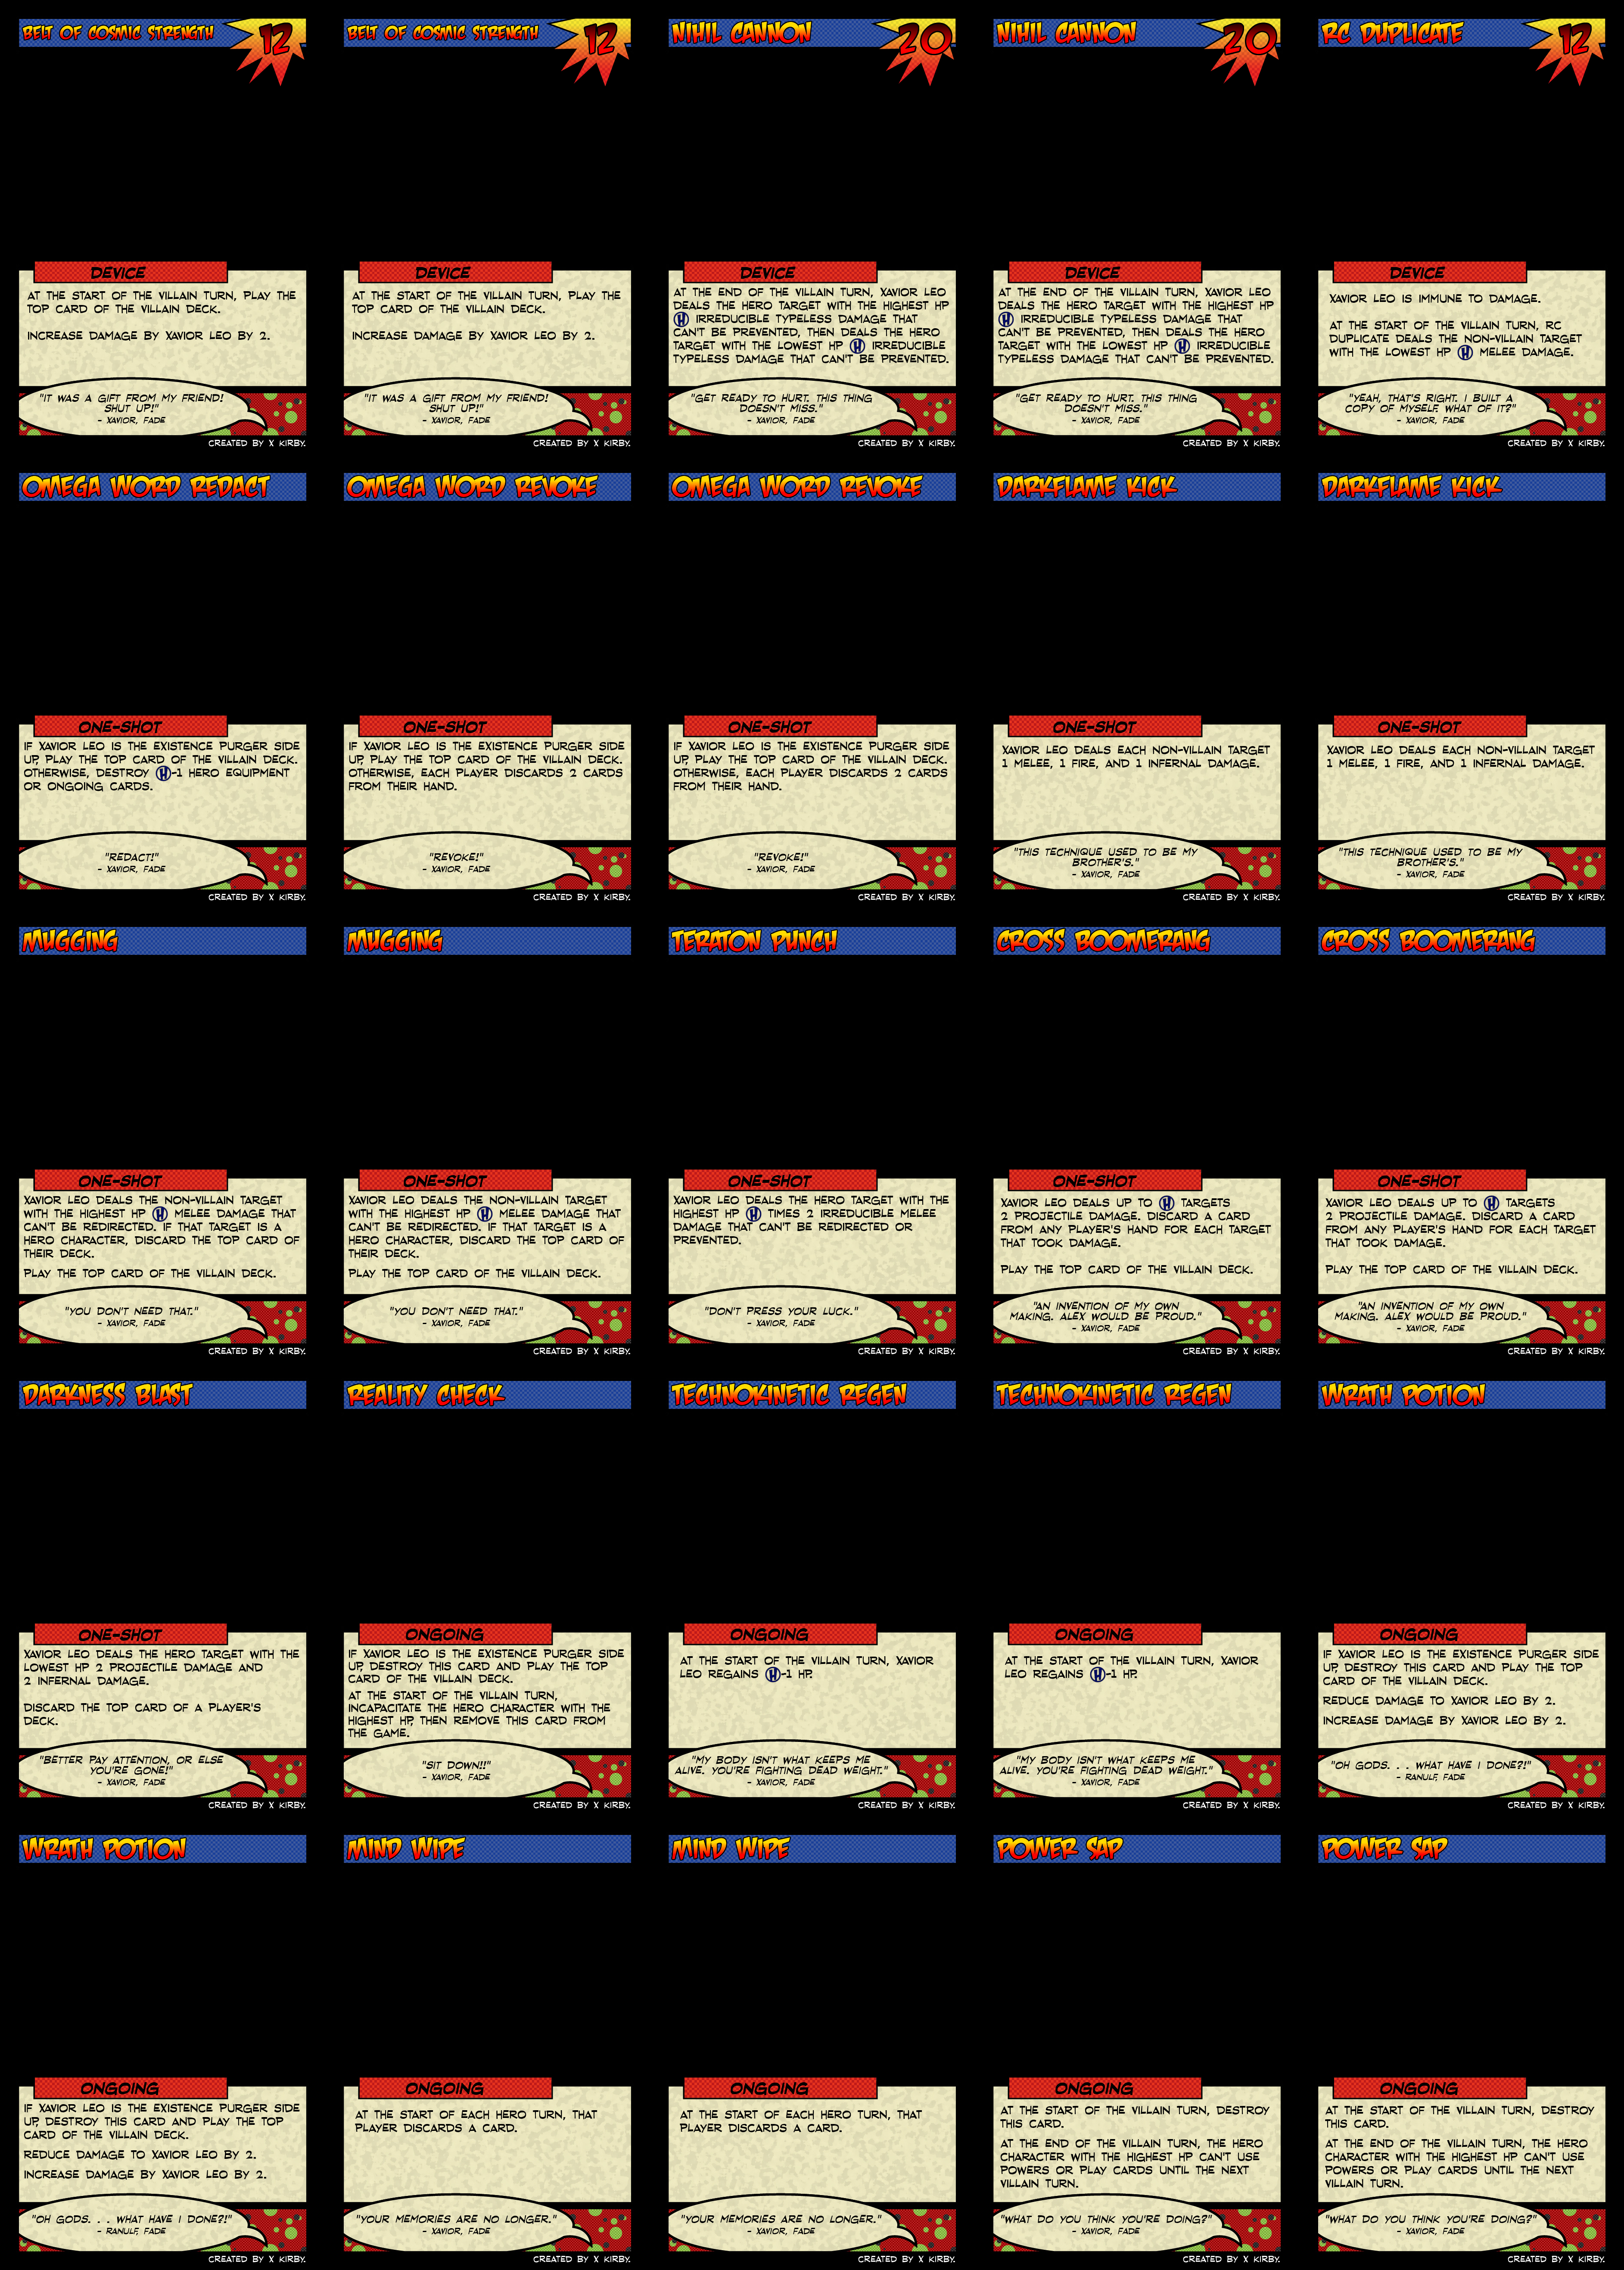 BELT OF COSMIC STRENGTH
12
DEVICE
AT THE START OF THE VILLAIN TURN, PLAY THE
TOP CARD OF THE VILLAIN DECK.
INCREASE DAMAGE BY XAVIOR LEO BY 2.
"IT WAS A GIFT FROM MY FRIEND!
SHUT UP!"
- XAVIOR, FADE
CREATED BY X KIRBY.
BELT OF COSMIC STRENGTH
12
DEVICE
AT THE START OF THE VILLAIN TURN, PLAY THE
TOP CARD OF THE VILLAIN DECK.
INCREASE DAMAGE BY XAVIOR LEO BY 2.
"IT WAS A GIFT FROM MY FRIEND!
SHUT UP!"
- XAVIOR, FADE
CREATED BY X KIRBY.
NIHIL CANNON
20
DEVICE
AT THE END OF THE VILLAIN TURN, XAVIOR LEO
DEALS THE HERO TARGET WITH THE HIGHEST HP
H IRREDUCIBLE TYPELESS DAMAGE THAT
CAN'T BE PREVENTED, THEN DEALS THE HERO
TARGET WITH THE LOWEST HP H IRREDUCIBLE
TYPELESS DAMAGE THAT CAN'T BE PREVENTED.
"GET READY TO HURT. THIS THING
DOESN'T MISS."
- XAVIOR, FADE
CREATED BY X KIRBY.
NIHIL CANNON
20
DEVICE
AT THE END OF THE VILLAIN TURN, XAVIOR LEO
DEALS THE HERO TARGET WITH THE HIGHEST HP
H IRREDUCIBLE TYPELESS DAMAGE THAT
CAN'T BE PREVENTED, THEN DEALS THE HERO
TARGET WITH THE LOWEST HP H IRREDUCIBLE
TYPELESS DAMAGE THAT CAN'T BE PREVENTED.
"GET READY TO HURT. THIS THING
DOESN'T MISS."
- XAVIOR, FADE
CREATED BY X KIRBY.
RC DUPLICATE
12
DEVICE
XAVIOR LEO IS IMMUNE TO DAMAGE.
AT THE START OF THE VILLAIN TURN, RC
DUPLICATE DEALS THE NON-VILLAIN TARGET
WITH THE LOWEST HP H MELEE DAMAGE.
"YEAH, THAT'S RIGHT. I BUILT A
COPY OF MYSELF. WHAT OF IT?"
- XAVIOR, FADE
CREATED BY X KIRBY.
OMEGA WORD REDACT
ONE-SHOT
IF XAVIOR LEO IS THE EXISTENCE PURGER SIDE
UP, PLAY THE TOP CARD OF THE VILLAIN DECK.
OTHERWISE, DESTROY H-1 HERO EQUIPMENT
OR ONGOING CARDS.
"REDACT!"
- XAVIOR, FADE
CREATED BY X KIRBY.
OMEGA WORD REVOKE
ONE-SHOT
IF XAVIOR LEO IS THE EXISTENCE PURGER SIDE
UP, PLAY THE TOP CARD OF THE VILLAIN DECK.
OTHERWISE, EACH PLAYER DISCARDS 2 CARDS
FROM THEIR HAND.
"REVOKE!"
- XAVIOR, FADE
CREATED BY X KIRBY.
OMEGA WORD REVOKE
ONE-SHOT
IF XAVIOR LEO IS THE EXISTENCE PURGER SIDE
UP, PLAY THE TOP CARD OF THE VILLAIN DECK.
OTHERWISE, EACH PLAYER DISCARDS 2 CARDS
FROM THEIR HAND.
"REVOKE!"
- XAVIOR, FADE
CREATED BY X KIRBY.
DARKFLAME KICK
ONE-SHOT
XAVIOR LEO DEALS EACH NON-VILLAIN TARGET
1 MELEE, 1 FIRE, AND 1 INFERNAL DAMAGE.
"THIS TECHNIQUE USED TO BE MY
BROTHER'S."
- XAVIOR, FADE
CREATED BY X KIRBY.
DARKFLAME KICK
ONE-SHOT
XAVIOR LEO DEALS EACH NON-VILLAIN TARGET
1 MELEE, 1 FIRE, AND 1 INFERNAL DAMAGE.
"THIS TECHNIQUE USED TO BE MY
BROTHER'S."
- XAVIOR, FADE
CREATED BY X KIRBY.
MUGGING
ONE-SHOT
XAVIOR LEO DEALS THE NON-VILLAIN TARGET
WITH THE HIGHEST HP H MELEE DAMAGE THAT
CAN'T BE REDIRECTED. IF THAT TARGET IS A
HERO CHARACTER, DISCARD THE TOP CARD OF
THEIR DECK.
PLAY THE TOP CARD OF THE VILLAIN DECK.
"YOU DON'T NEED THAT."
- XAVIOR, FADE
CREATED BY X KIRBY.
MUGGING
ONE-SHOT
XAVIOR LEO DEALS THE NON-VILLAIN TARGET
WITH THE HIGHEST HP H MELEE DAMAGE THAT
CAN'T BE REDIRECTED. IF THAT TARGET IS A
HERO CHARACTER, DISCARD THE TOP CARD OF
THEIR DECK.
PLAY THE TOP CARD OF THE VILLAIN DECK.
"YOU DON'T NEED THAT."
- XAVIOR, FADE
CREATED BY X KIRBY.
TERATON PUNCH
ONE-SHOT
XAVIOR LEO DEALS THE HERO TARGET WITH THE
HIGHEST HP H TIMES 2 IRREDUCIBLE MELEE
DAMAGE THAT CAN'T BE REDIRECTED OR
PREVENTED.
"DON'T PRESS YOUR LUCK."
- XAVIOR, FADE
CREATED BY X KIRBY.
CROSS BOOMERANG
ONE-SHOT
XAVIOR LEO DEALS UP TO H TARGETS
2 PROJECTILE DAMAGE. DISCARD A CARD
FROM ANY PLAYER'S HAND FOR EACH TARGET
THAT TOOK DAMAGE.
PLAY THE TOP CARD OF THE VILLAIN DECK.
"AN INVENTION OF MY OWN
MAKING. ALEX WOULD BE PROUD."
- XAVIOR, FADE
CREATED BY X KIRBY.
CROSS BOOMERANG
ONE-SHOT
XAVIOR LEO DEALS UP TO H TARGETS
2 PROJECTILE DAMAGE. DISCARD A CARD
FROM ANY PLAYER'S HAND FOR EACH TARGET
THAT TOOK DAMAGE.
PLAY THE TOP CARD OF THE VILLAIN DECK.
"AN INVENTION OF MY OWN
MAKING. ALEX WOULD BE PROUD."
- XAVIOR, FADE
CREATED BY X KIRBY.
DARKNESS BLAST
ONE-SHOT
XAVIOR LEO DEALS THE HERO TARGET WITH THE
LOWEST HP 2 PROJECTILE DAMAGE AND
2 INFERNAL DAMAGE.
DISCARD THE TOP CARD OF A PLAYER'S
DECK.
"BETTER PAY ATTENTION, OR ELSE
YOU'RE GONE!"
- XAVIOR, FADE
CREATED BY X KIRBY.
REALITY CHECK
ONGOING
IF XAVIOR LEO IS THE EXISTENCE PURGER SIDE
UP, DESTROY THIS CARD AND PLAY THE TOP
CARD OF THE VILLAIN DECK.
AT THE START OF THE VILLAIN TURN,
INCAPACITATE THE HERO CHARACTER WITH THE
HIGHEST HP, THEN REMOVE THIS CARD FROM
THE GAME.
"SIT DOWN!!"
- XAVIOR, FADE
CREATED BY X KIRBY.
TECHNOKINETIC REGEN
ONGOING
AT THE START OF THE VILLAIN TURN, XAVIOR
LEO REGAINS H-1 HP.
"MY BODY ISN'T WHAT KEEPS ME
ALIVE. YOU'RE FIGHTING DEAD WEIGHT."
- XAVIOR, FADE
CREATED BY X KIRBY.
TECHNOKINETIC REGEN
ONGOING
AT THE START OF THE VILLAIN TURN, XAVIOR
LEO REGAINS H-1 HP.
"MY BODY ISN'T WHAT KEEPS ME
ALIVE. YOU'RE FIGHTING DEAD WEIGHT."
- XAVIOR, FADE
CREATED BY X KIRBY.
WRATH POTION
ONGOING
IF XAVIOR LEO IS THE EXISTENCE PURGER SIDE
UP, DESTROY THIS CARD AND PLAY THE TOP
CARD OF THE VILLAIN DECK.
REDUCE DAMAGE TO XAVIOR LEO BY 2.
INCREASE DAMAGE BY XAVIOR LEO BY 2.
"OH GODS. . . WHAT HAVE I DONE?!"
- RANULF, FADE
CREATED BY X KIRBY.
WRATH POTION
ONGOING
IF XAVIOR LEO IS THE EXISTENCE PURGER SIDE
UP, DESTROY THIS CARD AND PLAY THE TOP
CARD OF THE VILLAIN DECK.
REDUCE DAMAGE TO XAVIOR LEO BY 2.
INCREASE DAMAGE BY XAVIOR LEO BY 2.
"OH GODS. . . WHAT HAVE I DONE?!"
- RANULF, FADE
CREATED BY X KIRBY.
MIND WIPE
ONGOING
AT THE START OF EACH HERO TURN, THAT
PLAYER DISCARDS A CARD.
"YOUR MEMORIES ARE NO LONGER."
- XAVIOR, FADE
CREATED BY X KIRBY.
MIND WIPE
ONGOING
AT THE START OF EACH HERO TURN, THAT
PLAYER DISCARDS A CARD.
"YOUR MEMORIES ARE NO LONGER."
- XAVIOR, FADE
CREATED BY X KIRBY.
POWER SAP
ONGOING
AT THE START OF THE VILLAIN TURN, DESTROY
THIS CARD.
AT THE END OF THE VILLAIN TURN, THE HERO
CHARACTER WITH THE HIGHEST HP CAN'T USE
POWERS OR PLAY CARDS UNTIL THE NEXT
VILLAIN TURN.
"WHAT DO YOU THINK YOU'RE DOING?"
- XAVIOR, FADE
CREATED BY X KIRBY.
POWER SAP
ONGOING
AT THE START OF THE VILLAIN TURN, DESTROY
THIS CARD.
AT THE END OF THE VILLAIN TURN, THE HERO
CHARACTER WITH THE HIGHEST HP CAN'T USE
POWERS OR PLAY CARDS UNTIL THE NEXT
VILLAIN TURN.
"WHAT DO YOU THINK YOU'RE DOING?"
- XAVIOR, FADE
CREATED BY X KIRBY.